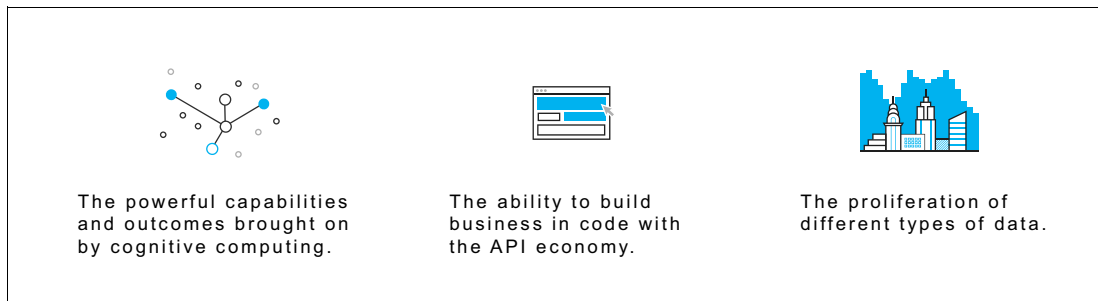 The powerful capabilities
and outcomes brought on
by cognitive computing.
The ability to build
business in code with
the API economy.
The proliferation of
different types of data.